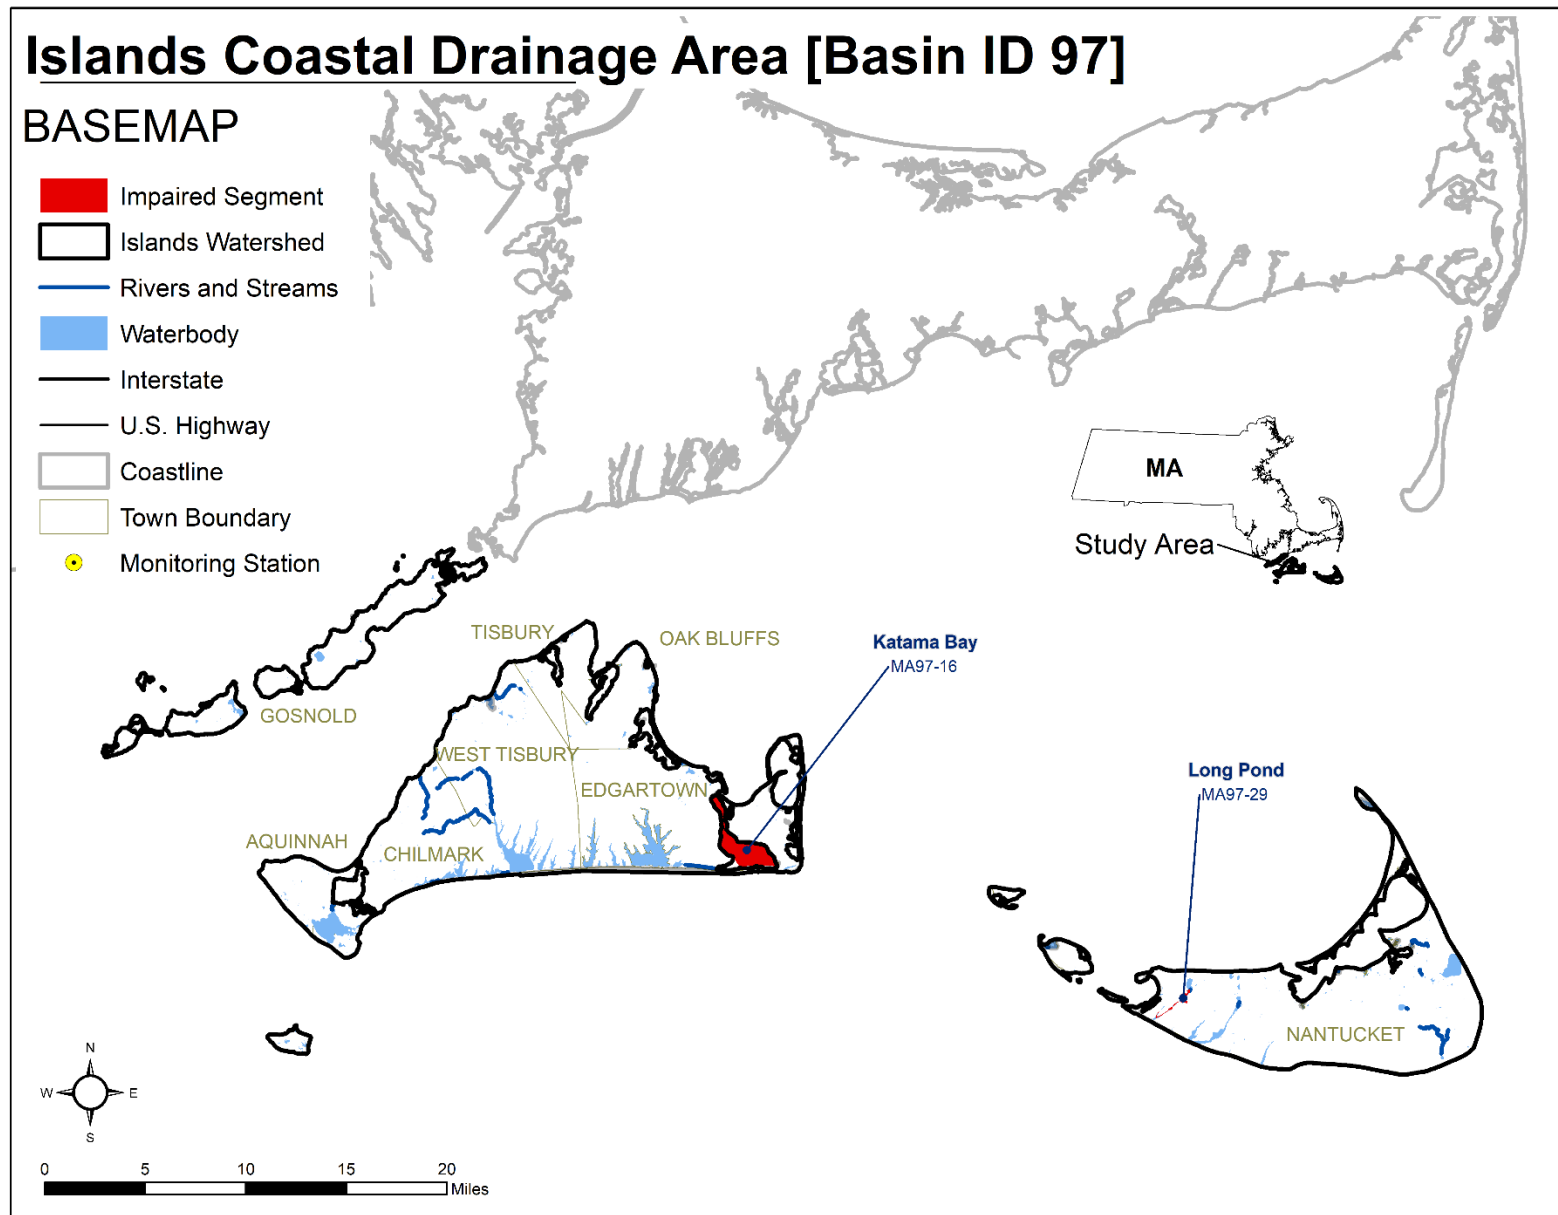 Islands Coastal Drainage Area [Basin ID 97]
BASEMAP
Impaired Segment
Islands Watershed
Rivers and Streams
Waterbody
Interstate
U.S. Highway
Coastline
Town Boundary
Monitoring Station
MA
Study Area
TISBURY
OAK BLUFFS
Katama Bay
MA97-16
GOSNOLD
WEST TISBURY
EDGARTOWN
Long Pond
MA97-29
AQUINNAH
CHILMARK
NANTUCKET
N
W E
S
0 5 10 15 20
Miles